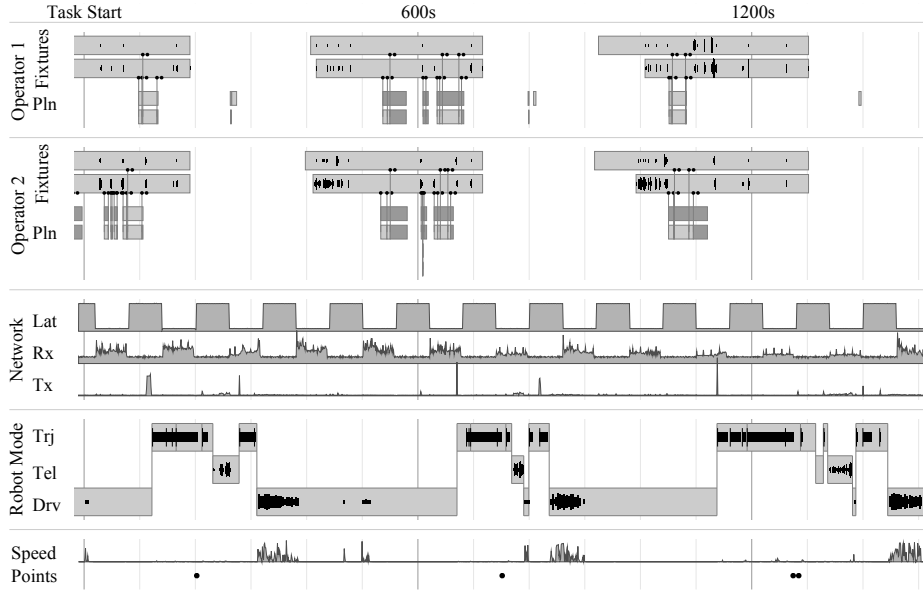 Task Start 600s 1200s
Operator 1
Fixtures
Pln
Operator 2
Fixtures
Pln
Network
Lat
Rx
Tx
Robot Mode
Trj
Tel
Drv
Speed
Points